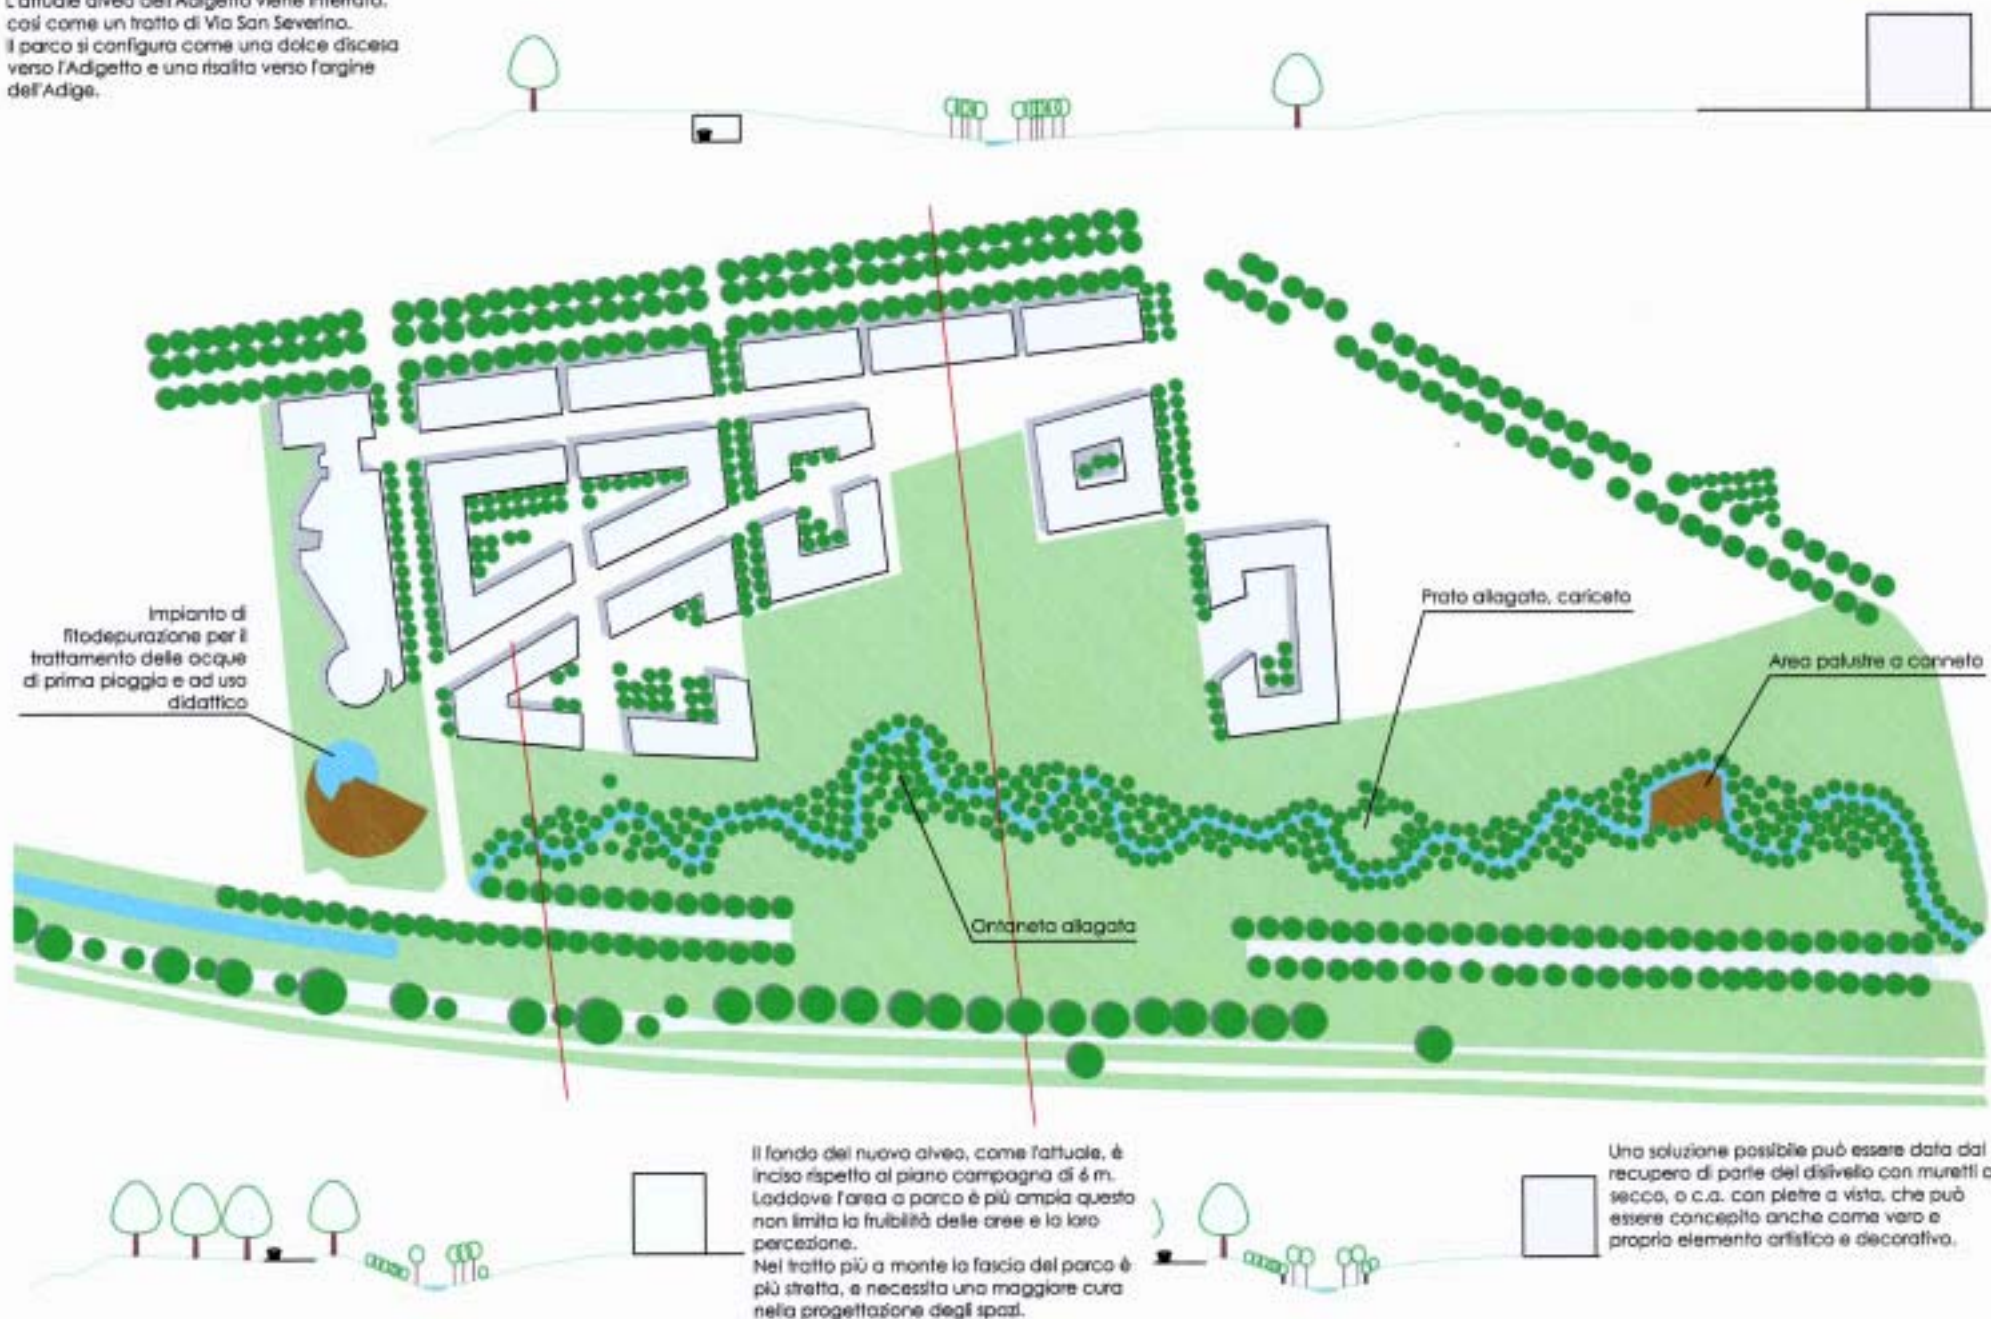 L'attuale alveo dell'Adigetto viene interrato,
così come un tratto di Via San Severino.
Il parco si configura come una dolce discesa
verso l'Adigetto e una risalita verso l'argine
dell'Adige.
Impianto di
fitodepurazione per il
trattamento delle acque
di prima pioggia e ad uso
didattico
Prato allagato, cariceto
Area palustre a canneto
Ontaneta allagata
Il fondo del nuovo alveo, come l'attuale, è
inciso rispetto al piano campagna di 6 m.
Laddove l'area a parco è più ampia questo
non limita la fruibilità delle aree e la loro
percezione.
Nel tratto più a monte la fascia del parco è
più stretta, e necessita una maggiore cura
nella progettazione degli spazi.
Una soluzione possibile può essere data dal
recupero di parte del dislivello con muretti a
secco, o c.a. con pietre a vista, che può
essere concepito anche come vero e
proprio elemento artistico e decorativo.